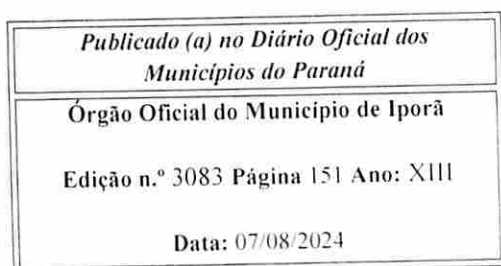 Publicado (a) no Diário Oficial dos
Municípios do Paraná
Órgão Oficial do Município de Iporã
Edição n.º 3083 Página 151 Ano: XIII
Data: 07/08/2024